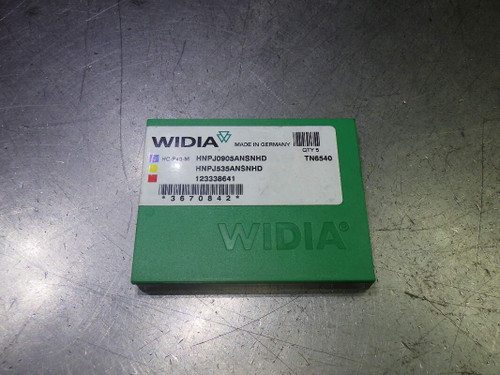 WIDIA MADE IN GERMANY QTY 5
HC-P40-M HNPJ0905ANSNHD TN6540
HNPJ535ANSNHD
123338641
*3670842*
WIDIA